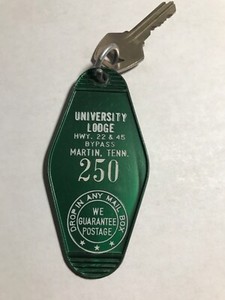 UNIVERSITY
LODGE
HWY. 22 & 45
BYPASS
MARTIN, TENN.
250
DROP IN ANY MAIL BOX
WE
GUARANTEE
POSTAGE